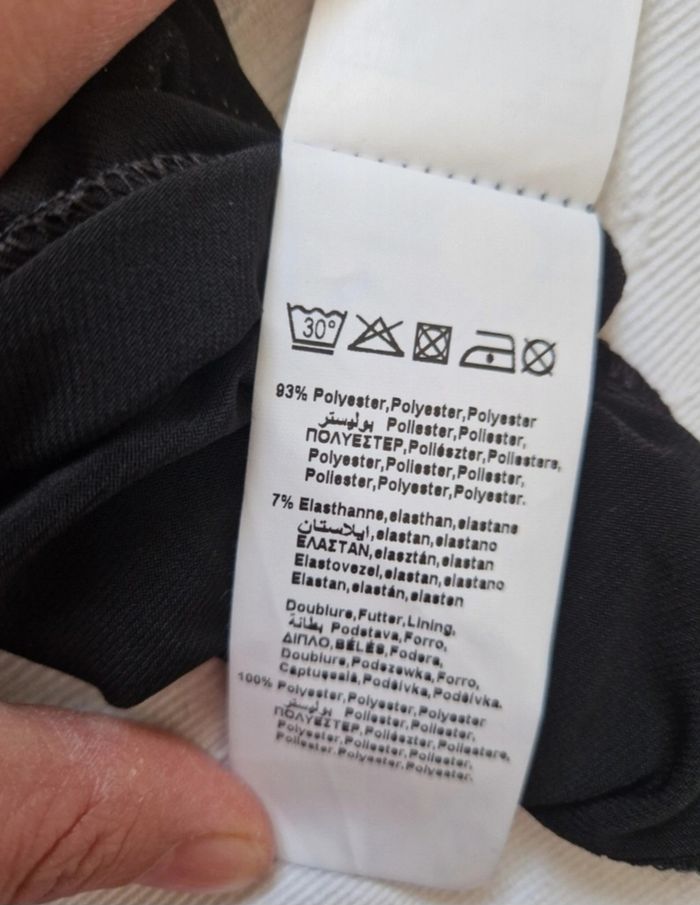 30°
93% Polyester,Polyester,Polyester
بوليستر Poliester,Poliester,
ΠΟΛΥΕΣΤΕΡ,Poliészter,Poliestere,
Polyester,Poliester,Poliester,
Poliester,Polyester,Polyester.
7% Elasthanne,elasthan,elastane
إيلاستان,elastan,elastano
ΕΛΑΣΤΑΝ,elasztán,elastan
Elastovezel,elastan,elastano
Elastan,elastán,elasten
Doublure,Futter,Lining,
بطانة Podstava,Forro,
ΔΙΠΛΟ,BÉLÉS,Fodera,
Doublure,Podszewka,Forro,
Captuşeală,Podšívka,Podšívka.
100% Polyester,Polyester,Polyester
بوليستر Poliester,Poliester,
ΠΟΛΥΕΣΤΕΡ,Poliészter,Poliestere,
Polyester,Poliester,Poliester,
Poliester,Polyester,Polyester.